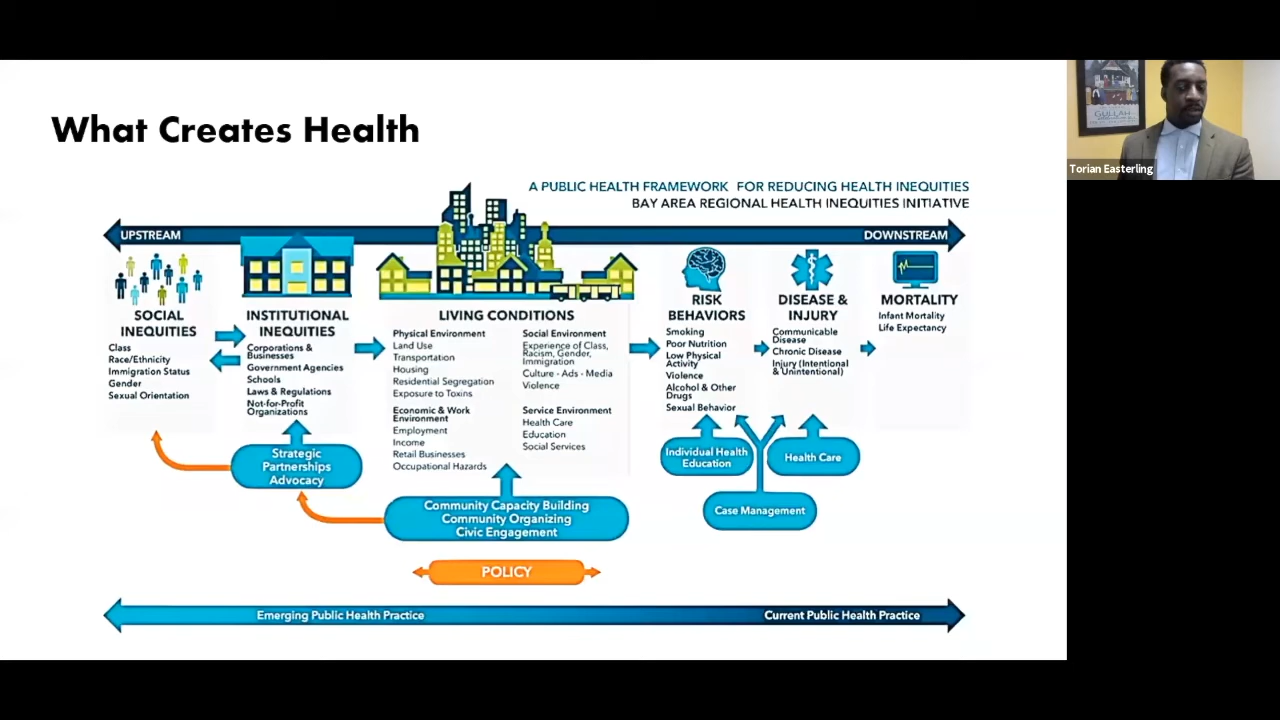 What Creates Health
A PUBLIC HEALTH FRAMEWORK FOR REDUCING HEALTH INEQUITIES
BAY AREA REGIONAL HEALTH INEQUITIES INITIATIVE
UPSTREAM
DOWNSTREAM
SOCIAL
INEQUITIES
Class
Race/Ethnicity
Immigration Status
Gender
Sexual Orientation
INSTITUTIONAL
INEQUITIES
Corporations &
Businesses
Government Agencies
Schools
Laws & Regulations
Not-for-Profit
Organizations
Strategic
Partnerships
Advocacy
LIVING CONDITIONS
Physical Environment
Land Use
Transportation
Housing
Residential Segregation
Exposure to Toxins
Economic & Work
Environment
Employment
Income
Retail Businesses
Occupational Hazards
Social Environment
Experience of Class,
Racism, Gender,
Immigration
Culture - Ads - Media
Violence
Service Environment
Health Care
Education
Social Services
Community Capacity Building
Community Organizing
Civic Engagement
RISK
BEHAVIORS
Smoking
Poor Nutrition
Low Physical
Activity
Violence
Alcohol & Other
Drugs
Sexual Behavior
Individual Health
Education
DISEASE &
INJURY
Communicable
Disease
Chronic Disease
Injury (Intentional
& Unintentional)
Health Care
Case Management
MORTALITY
Infant Mortality
Life Expectancy
POLICY
Emerging Public Health Practice
Current Public Health Practice
GULLAH
Torian Easterling